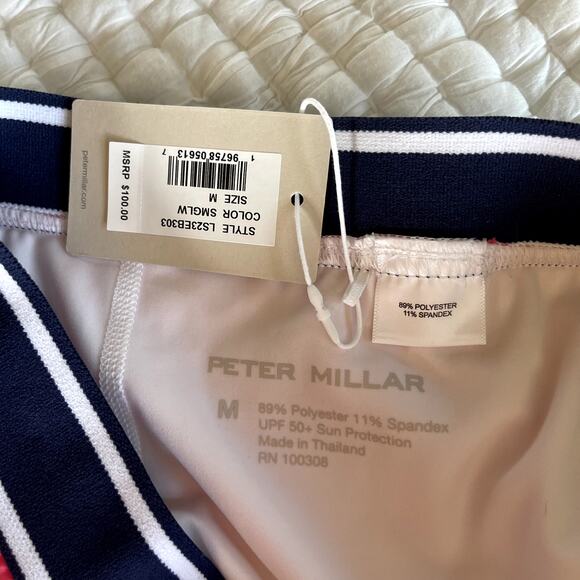 petermillar.com
STYLE LS23EB303
COLOR SMGLW
SIZE M
1 96758 05613 7
MSRP $100.00
89% POLYESTER
11% SPANDEX
PETER MILLAR
M
89% Polyester 11% Spandex
UPF 50+ Sun Protection
Made in Thailand
RN 100308